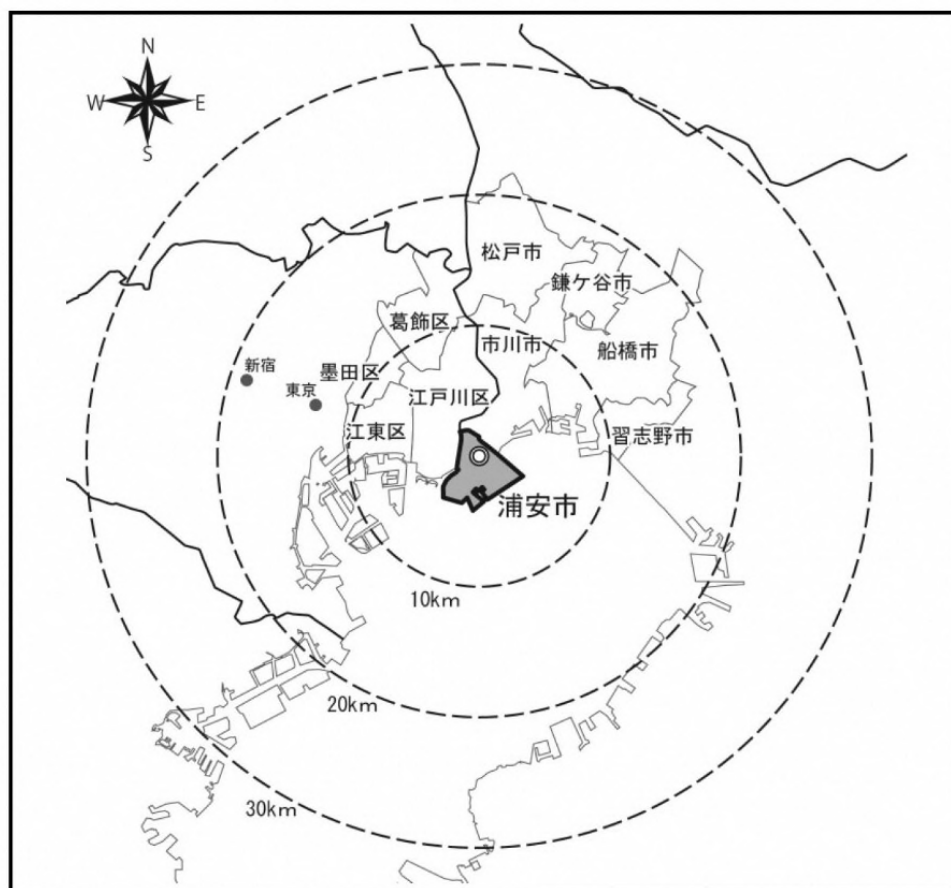 N
W
E
S
松戸市
鎌ケ谷市
葛飾区
市川市
船橋市
新宿
墨田区
東京
江戸川区
江東区
習志野市
浦安市
10km
20km
30km